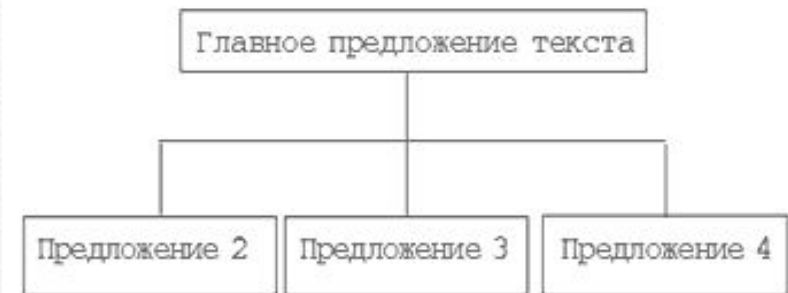 Главное предложение текста
Предложение 2
Предложение 3
Предложение 4